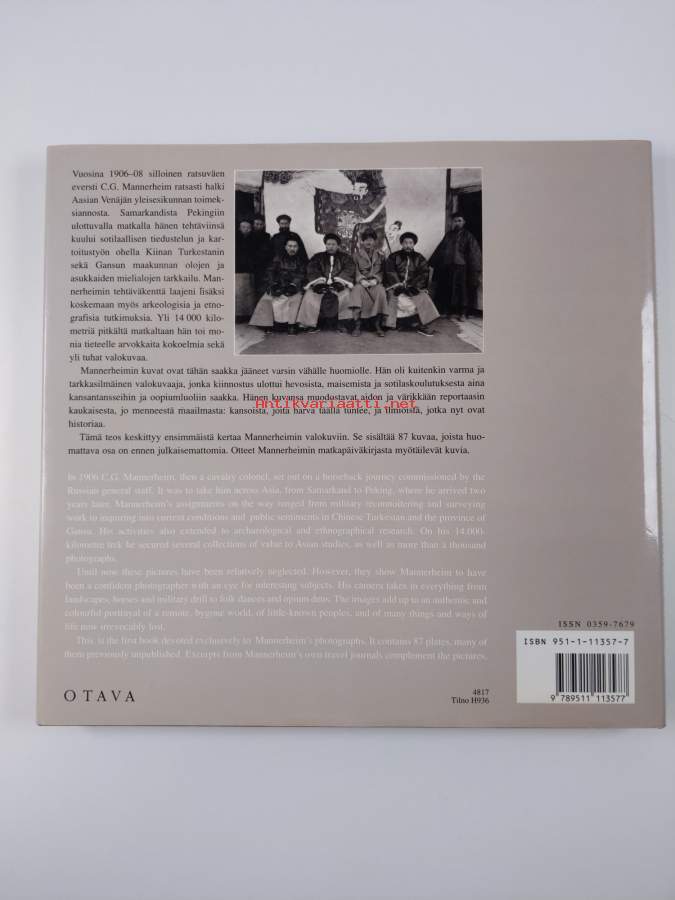 Vuosina 1906–08 silloinen ratsuväen
eversti C.G. Mannerheim ratsasti halki
Aasian Venäjän yleisesikunnan toimek-
siannosta. Samarkandista Pekingiin
ulottuvalla matkalla hänen tehtäviinsä
kuului sotilaallisen tiedustelun ja kar-
toitustyön ohella Kiinan Turkestanin
sekä Gansun maakunnan olojen ja
asukkaiden mielialojen tarkkailu. Man-
nerheimin tehtäväkenttä laajeni lisäksi
koskemaan myös arkeologisia ja etno-
grafisia tutkimuksia. Yli 14 000 kilo-
metriä pitkältä matkaltaan hän toi mo-
nia tieteelle arvokkaita kokoelmia sekä
yli tuhat valokuvaa.
Mannerheimin kuvat ovat tähän saakka jääneet varsin vähälle huomiolle. Hän oli kuitenkin varma ja
tarkkasilmäinen valokuvaaja, jonka kiinnostus ulottui hevosista, maisemista ja sotilaskoulutuksesta aina
kansantansseihin ja oopiumluoliin saakka. Hänen kuvansa muodostavat aidon ja värikkään reportaasin
Antikvariaatti.net
kaukaisesta, jo menneestä maailmasta: kansoista, joita harva täällä tuntee, ja ilmiöistä, jotka nyt ovat
historiaa.
Tämä teos keskittyy ensimmäistä kertaa Mannerheimin valokuviin. Se sisältää 87 kuvaa, joista huo-
mattava osa on ennen julkaisemattomia. Otteet Mannerheimin matkapäiväkirjasta myötäilevät kuvia.
In 1906 C.G. Mannerheim, then a cavalry colonel, set out on a horseback journey commissioned by the
Russian general staff. It was to take him across Asia, from Samarkand to Peking, where he arrived two
years later. Mannerheim's assignments on the way ranged from military reconnoitering and surveying
work to inquiring into current conditions and public sentiments in Chinese Turkestan and the province of
Gansu. His activities also extended to archaeological and ethnographical research. On his 14.000-
kilometre trek he secured several collections of value to Asian studies, as well as more than a thousand
photographs.
Until now these pictures have been relatively neglected. However, they show Mannerheim to have
been a confident photographer with an eye for interesting subjects. His camera takes in everything from
landscapes, horses and military drill to folk dances and opium dens. The images add up to an authentic and
colourful portrayal of a remote, bygone world, of little-known peoples, and of many things and ways of
life now irrevocably lost.
This is the first book devoted exclusively to Mannerheim's photographs. It contains 87 plates, many of
them previously unpublished. Excerpts from Mannerheim's own travel journals complement the pictures.
ISSN 0359-7679
ISBN 951-1-11357-7
OTAVA
4817
Tilno H936
9 789511 113577